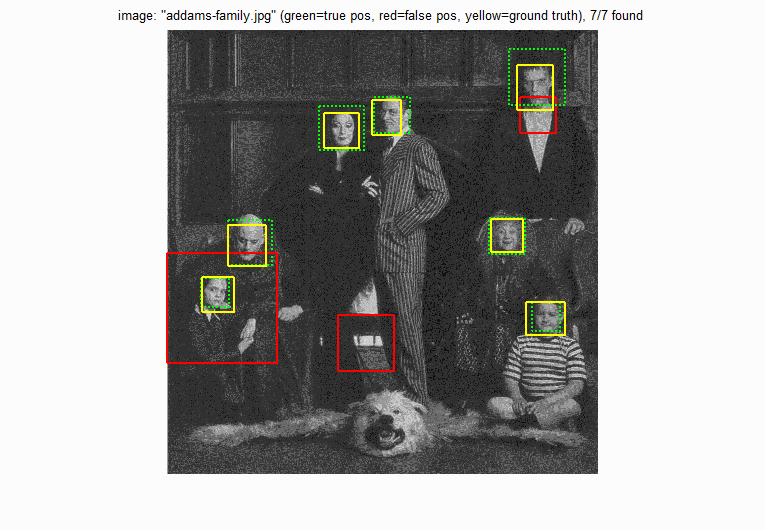 image: "addams-family.jpg" (green=true pos, red=false pos, yellow=ground truth), 7/7 found